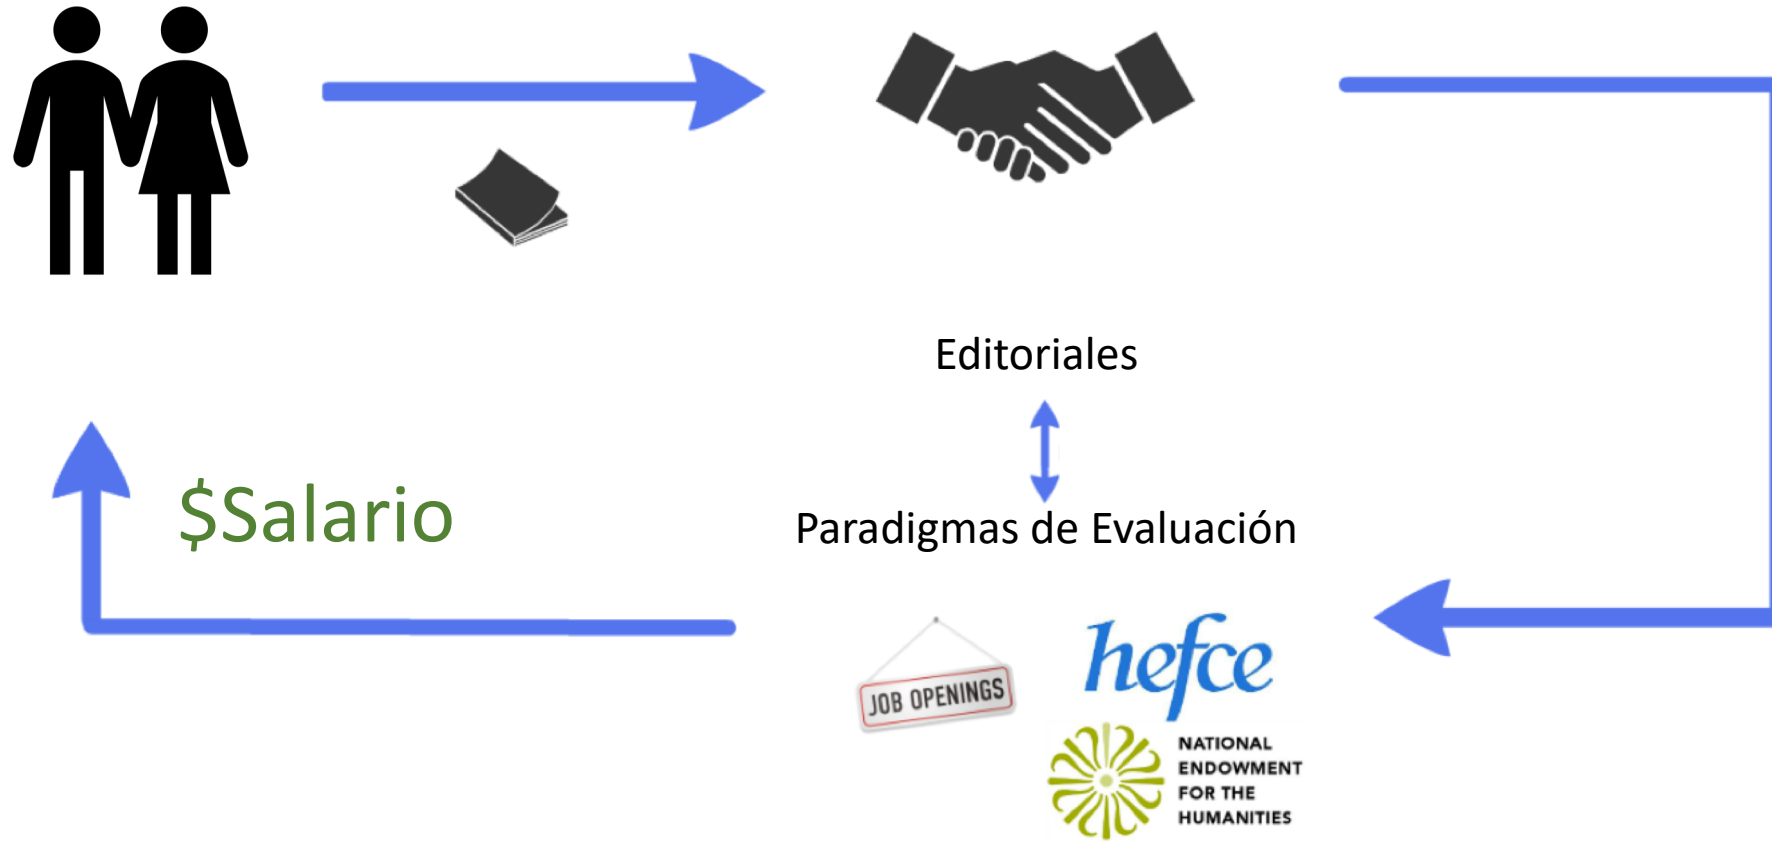 Editoriales
$Salario
Paradigmas de Evaluación
JOB OPENINGS
hefce
NATIONAL
ENDOWMENT
FOR THE
HUMANITIES